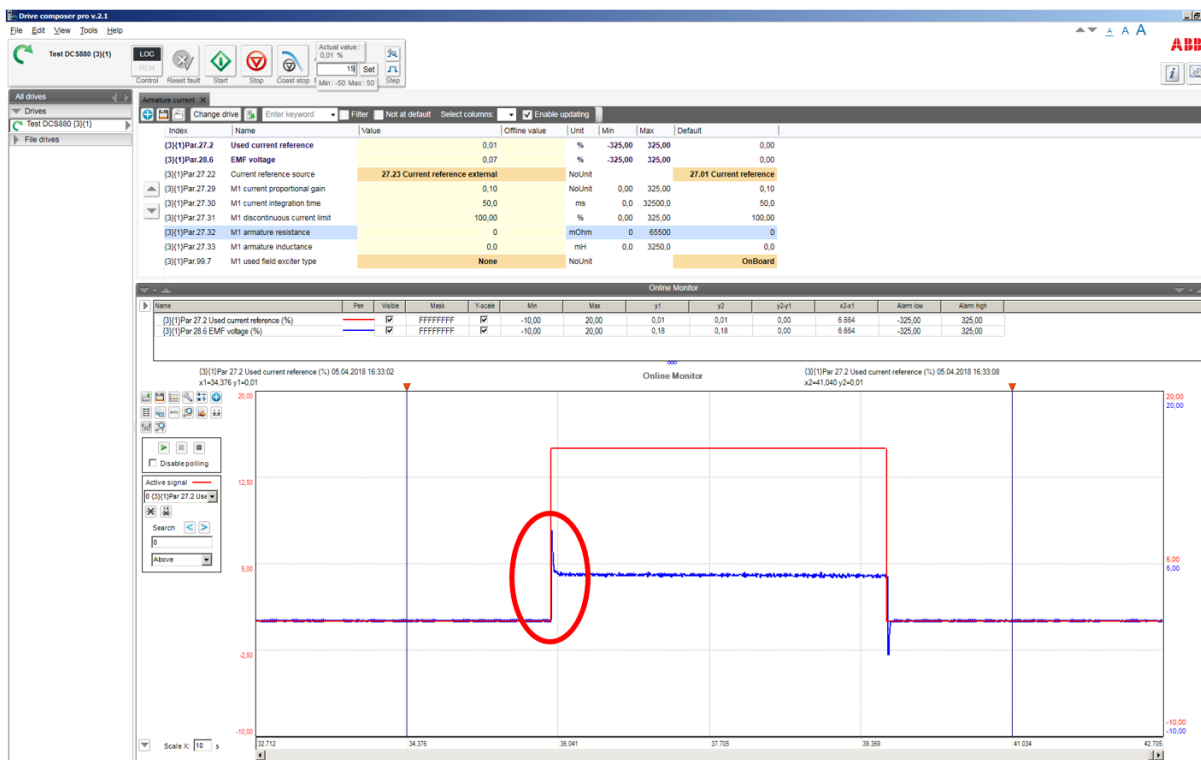 Drive composer pro v.2.1
File Edit View Tools Help
Test DCS880 {3}{1}
LOC
REM
Control Reset fault Start Stop Coast stop
Actual value :
0,01 %
15 Set
Min : -50 Max : 50
Step
A A A
ABB
All drives
Drives
Test DCS880 {3}{1}
File drives
Armature current X
Change drive Enter keyword Filter Not at default Select columns: Enable updating
Index Name Value Offline value Unit Min Max Default
{3}{1}Par.27.2 Used current reference 0,01 % -325,00 325,00 0,00
{3}{1}Par.28.6 EMF voltage 0,07 % -325,00 325,00 0,00
{3}{1}Par.27.22 Current reference source 27.23 Current reference external NoUnit 27.01 Current reference
{3}{1}Par.27.29 M1 current proportional gain 0,10 NoUnit 0,00 325,00 0,10
{3}{1}Par.27.30 M1 current integration time 50,0 ms 0,0 32500,0 50,0
{3}{1}Par.27.31 M1 discontinuous current limit 100,00 % 0,00 325,00 100,00
{3}{1}Par.27.32 M1 armature resistance 0 mOhm 0 65500 0
{3}{1}Par.27.33 M1 armature inductance 0,0 mH 0,0 3250,0 0,0
{3}{1}Par.99.7 M1 used field exciter type None NoUnit OnBoard
Online Monitor
Name Pen Visible Mask Y-scale Min Max y1 y2 y2-y1 x2-x1 Alarm low Alarm high
{3}{1}Par 27.2 Used current reference (%) FFFFFFFF -10,00 20,00 0,01 0,01 0,00 6.664 -325,00 325,00
{3}{1}Par 28.6 EMF voltage (%) FFFFFFFF -10,00 20,00 0,18 0,18 0,00 6.664 -325,00 325,00
{3}{1}Par 27.2 Used current reference (%) 05.04.2018 16:33:02
x1=34,376 y1=0,01
Online Monitor
{3}{1}Par 27.2 Used current reference (%) 05.04.2018 16:33:08
x2=41,040 y2=0,01
20,00
12,50
5,00
-2,50
-10,00
20,00
20,00
5,00
5,00
-10,00
-10,00
Disable polling
Active signal
0 {3}{1}Par 27.2 Use
Search < >
0
Above
Scale X: 10 s
32.712 34.376 36.041 37.705 39.369 41.034 42.705